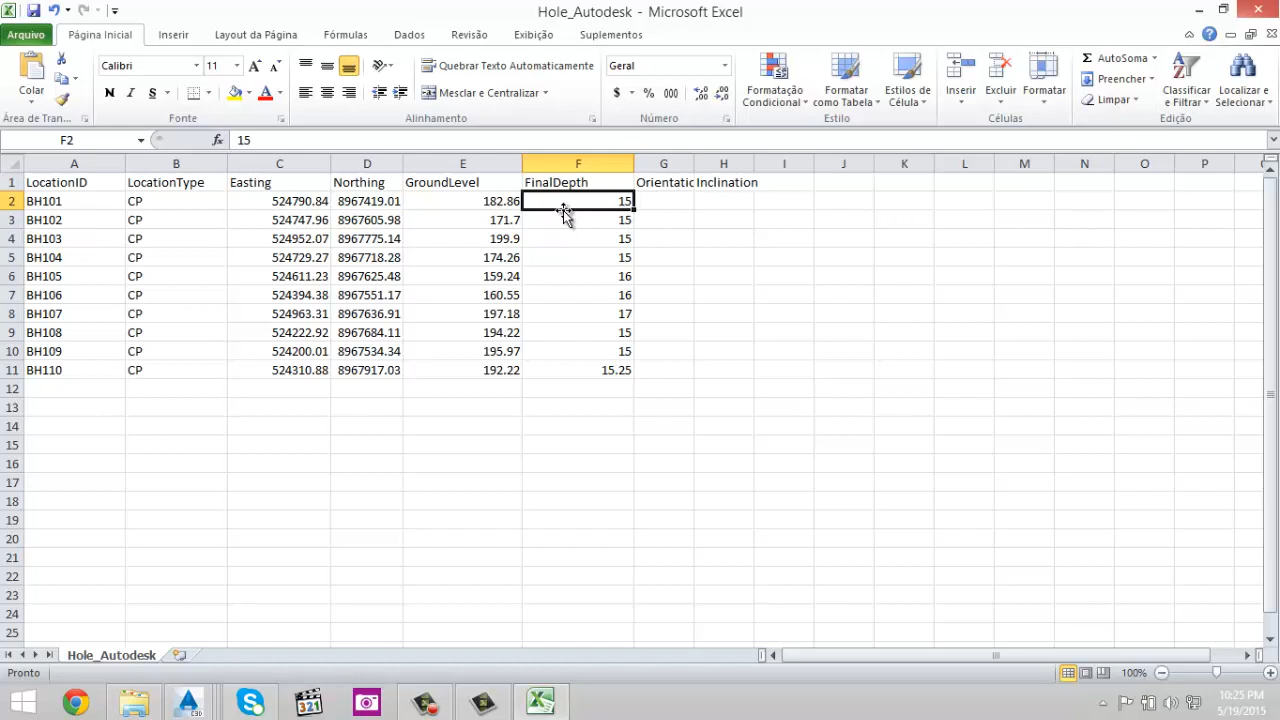 Hole_Autodesk - Microsoft Excel
Arquivo Página Inicial Inserir Layout da Página Fórmulas Dados Revisão Exibição Suplementos
Colar Calibri 11 Quebrar Texto Automaticamente Geral Formatação Condicional Formatar como Tabela Estilos de Célula Inserir Excluir Formatar AutoSoma Classificar e Filtrar Localizar e Selecionar
N I S Mesclar e Centralizar $ % 000 Preencher
Limpar
Área de Tran... Fonte Alinhamento Número Estilo Células Edição
F2 fx 15
A B C D E F G H I J K L M N O P
1 LocationID LocationType Easting Northing GroundLevel FinalDepth Orientatic Inclination
2 BH101 CP 524790.84 8967419.01 182.86 15
3 BH102 CP 524747.96 8967605.98 171.7 15
4 BH103 CP 524952.07 8967775.14 199.9 15
5 BH104 CP 524729.27 8967718.28 174.26 15
6 BH105 CP 524611.23 8967625.48 159.24 16
7 BH106 CP 524394.38 8967551.17 160.55 16
8 BH107 CP 524963.31 8967636.91 197.18 17
9 BH108 CP 524222.92 8967684.11 194.22 15
10 BH109 CP 524200.01 8967534.34 195.97 15
11 BH110 CP 524310.88 8967917.03 192.22 15.25
12
13
14
15
16
17
18
19
20
21
22
23
24
25
Hole_Autodesk
Pronto 100%
321 C3D 10:25 PM
5/19/2015